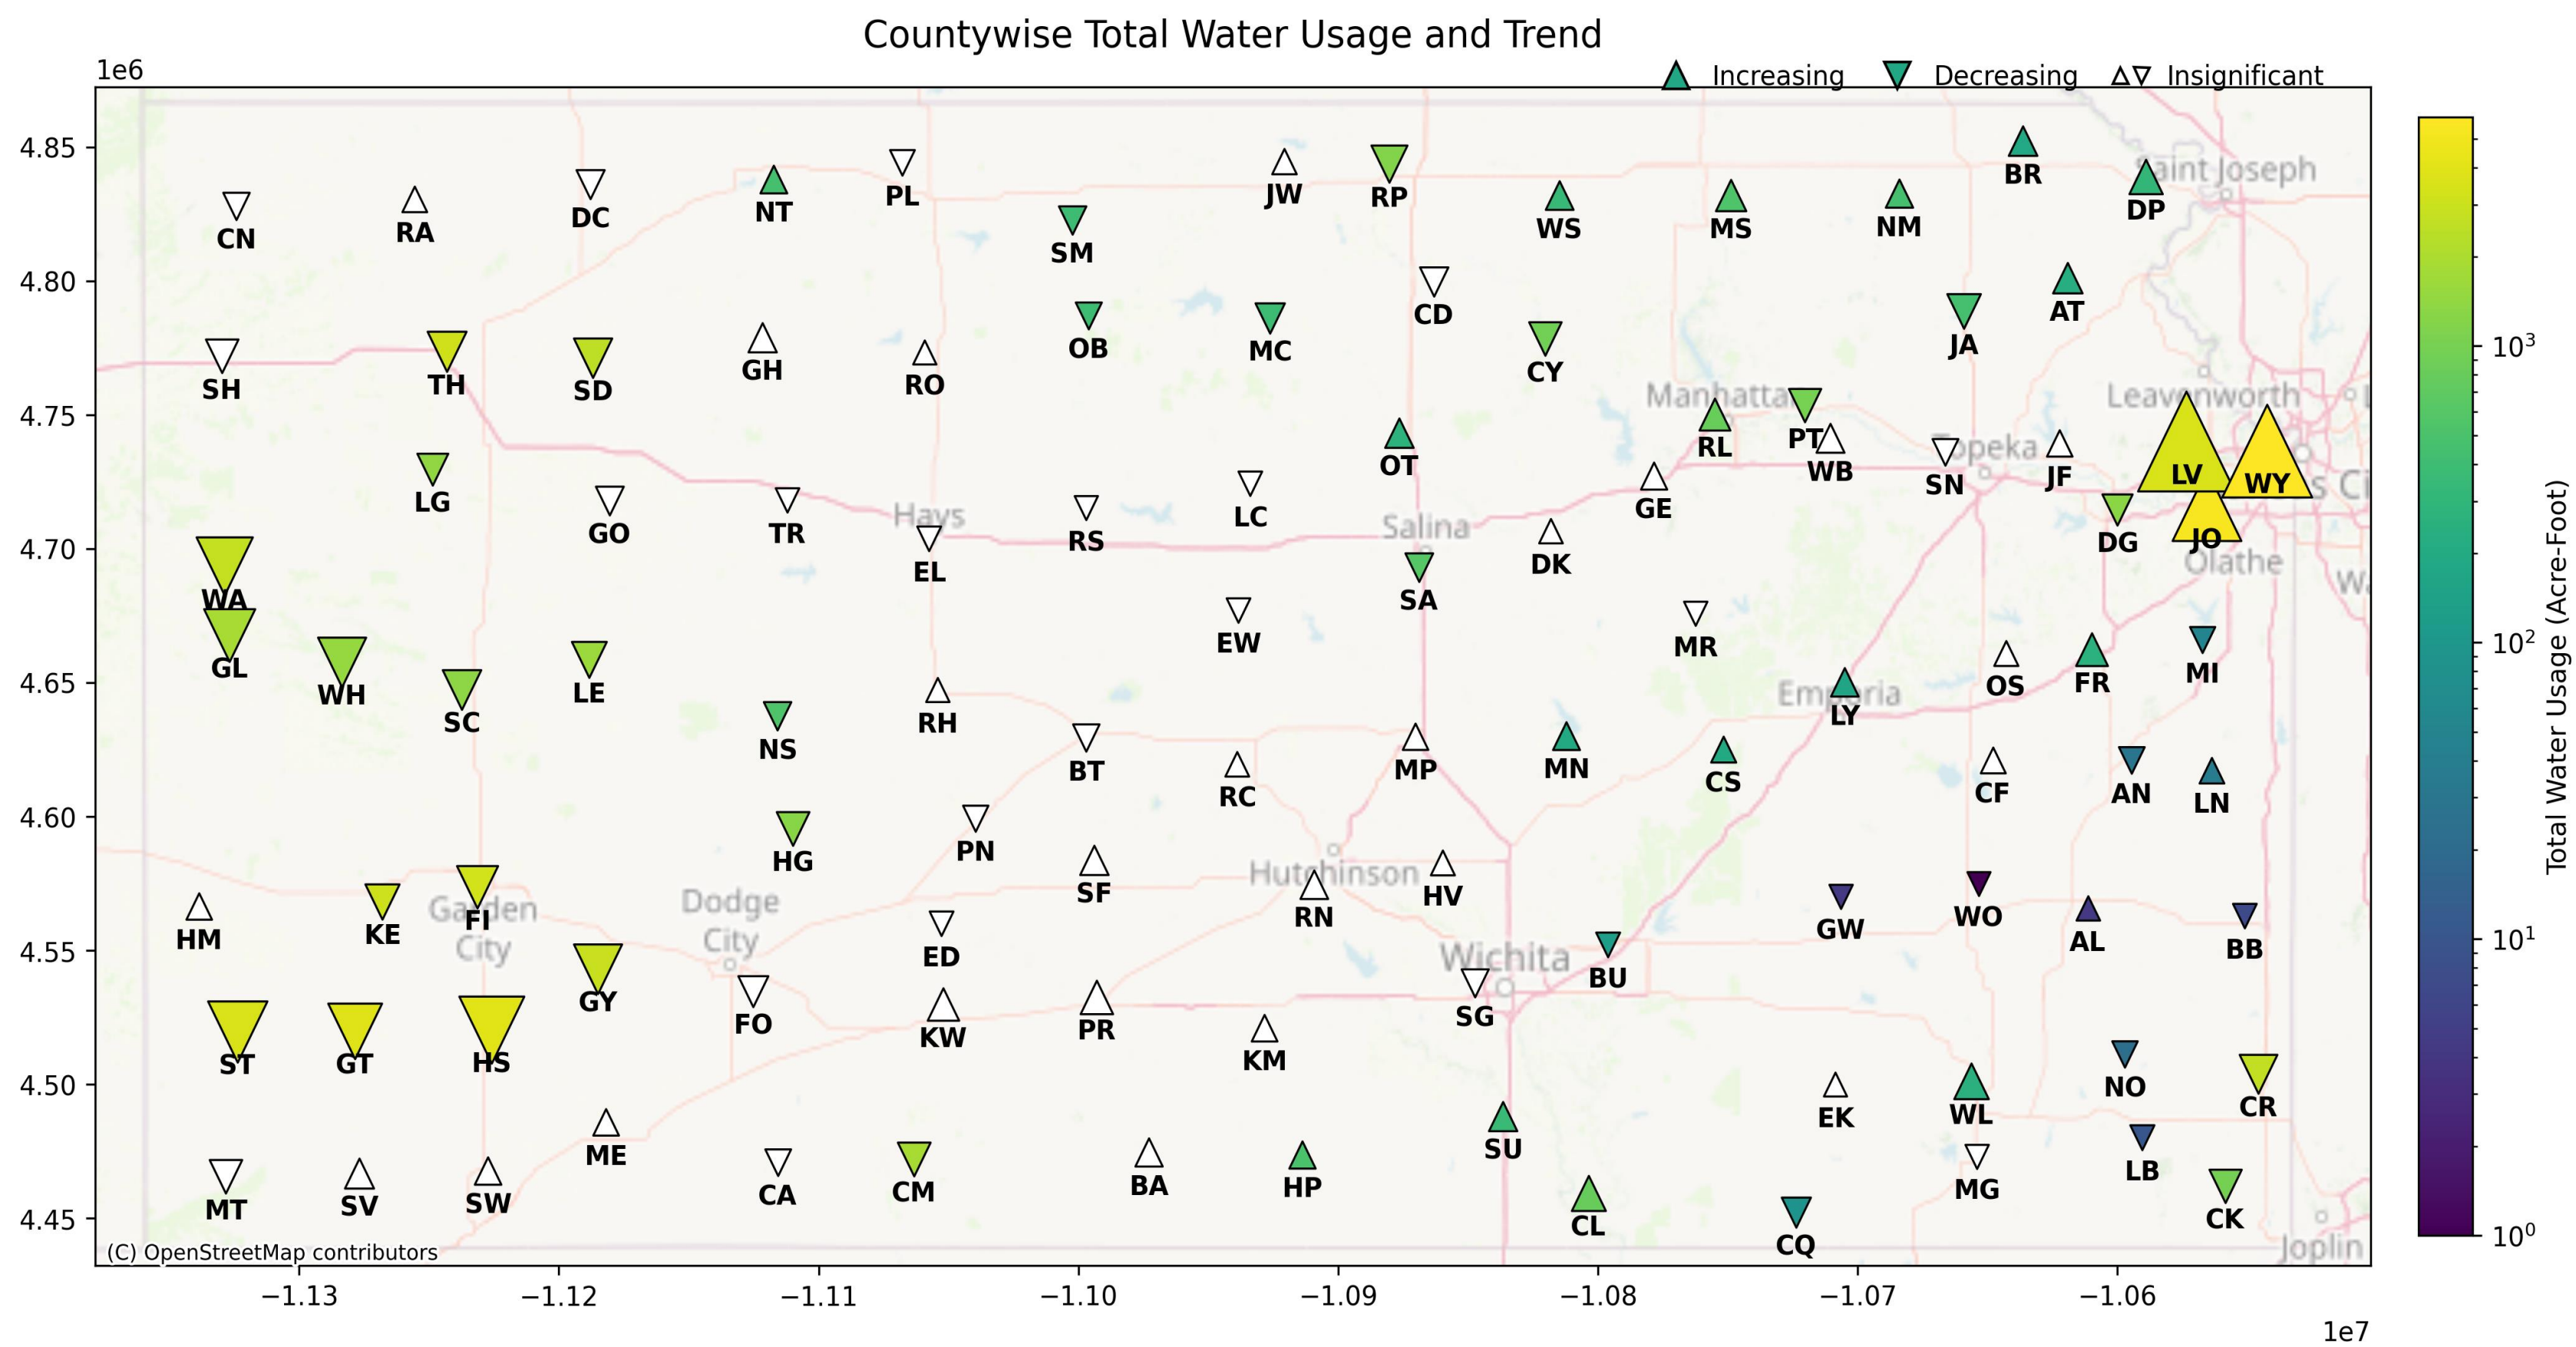 Countywise Total Water Usage and Trend
1e6
Increasing Decreasing Insignificant
4.85
4.80
4.75
4.70
4.65
4.60
4.55
4.50
4.45
BR
Saint Joseph
DP
CN RA DC NT PL JW RP WS MS NM
SM
CD
AT
OB MC CY JA
SH TH SD GH RO
Manhattan
Leavenworth
OT RL PT WB
Topeka
SN JF LV WY
s Ci
LG GO TR
Hays
EL RS LC
Salina
DK GE DG JO
Olathe
Wa
WA
GL WH SC LE
SA
EW MR
Emporia
LY OS FR MI
NS RH BT RC MP MN CS CF AN LN
HG PN SF
Hutchinson
RN HV
HM KE FI
Garden
City
Dodge
City
ED
Wichita
SG BU GW WO AL BB
GY FO KW PR KM
ST GT HS
EK WL NO CR
ME SU MG LB
MT SV SW CA CM BA HP CL CQ CK
Joplin
(C) OpenStreetMap contributors
−1.13 −1.12 −1.11 −1.10 −1.09 −1.08 −1.07 −1.06
1e7
10³
10²
10¹
10⁰
Total Water Usage (Acre-Foot)